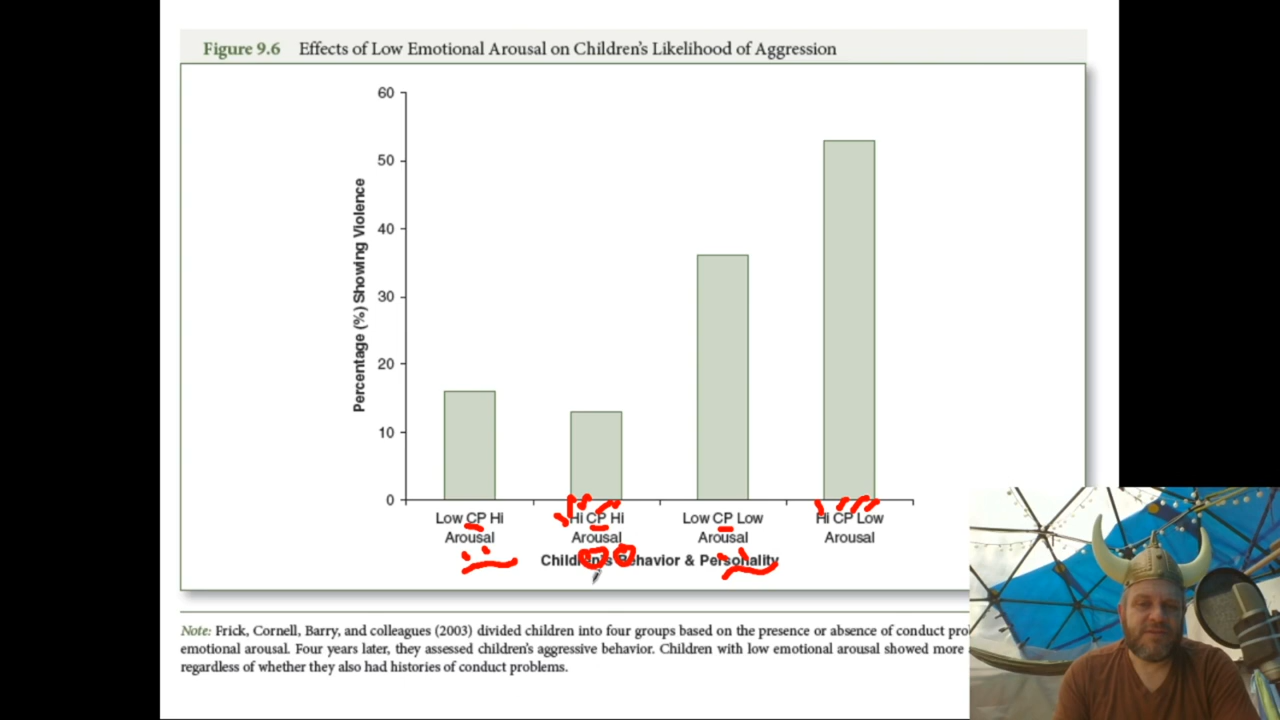 Figure 9.6 Effects of Low Emotional Arousal on Children's Likelihood of Aggression
Percentage (%) Showing Violence
60
50
40
30
20
10
0
Low CP Hi Arousal
Hi CP Hi Arousal
Low CP Low Arousal
Hi CP Low Arousal
Children's Behavior & Personality
Note: Frick, Cornell, Barry, and colleagues (2003) divided children into four groups based on the presence or absence of conduct
emotional arousal. Four years later, they assessed children's aggressive behavior. Children with low emotional arousal showed more
regardless of whether they also had histories of conduct problems.